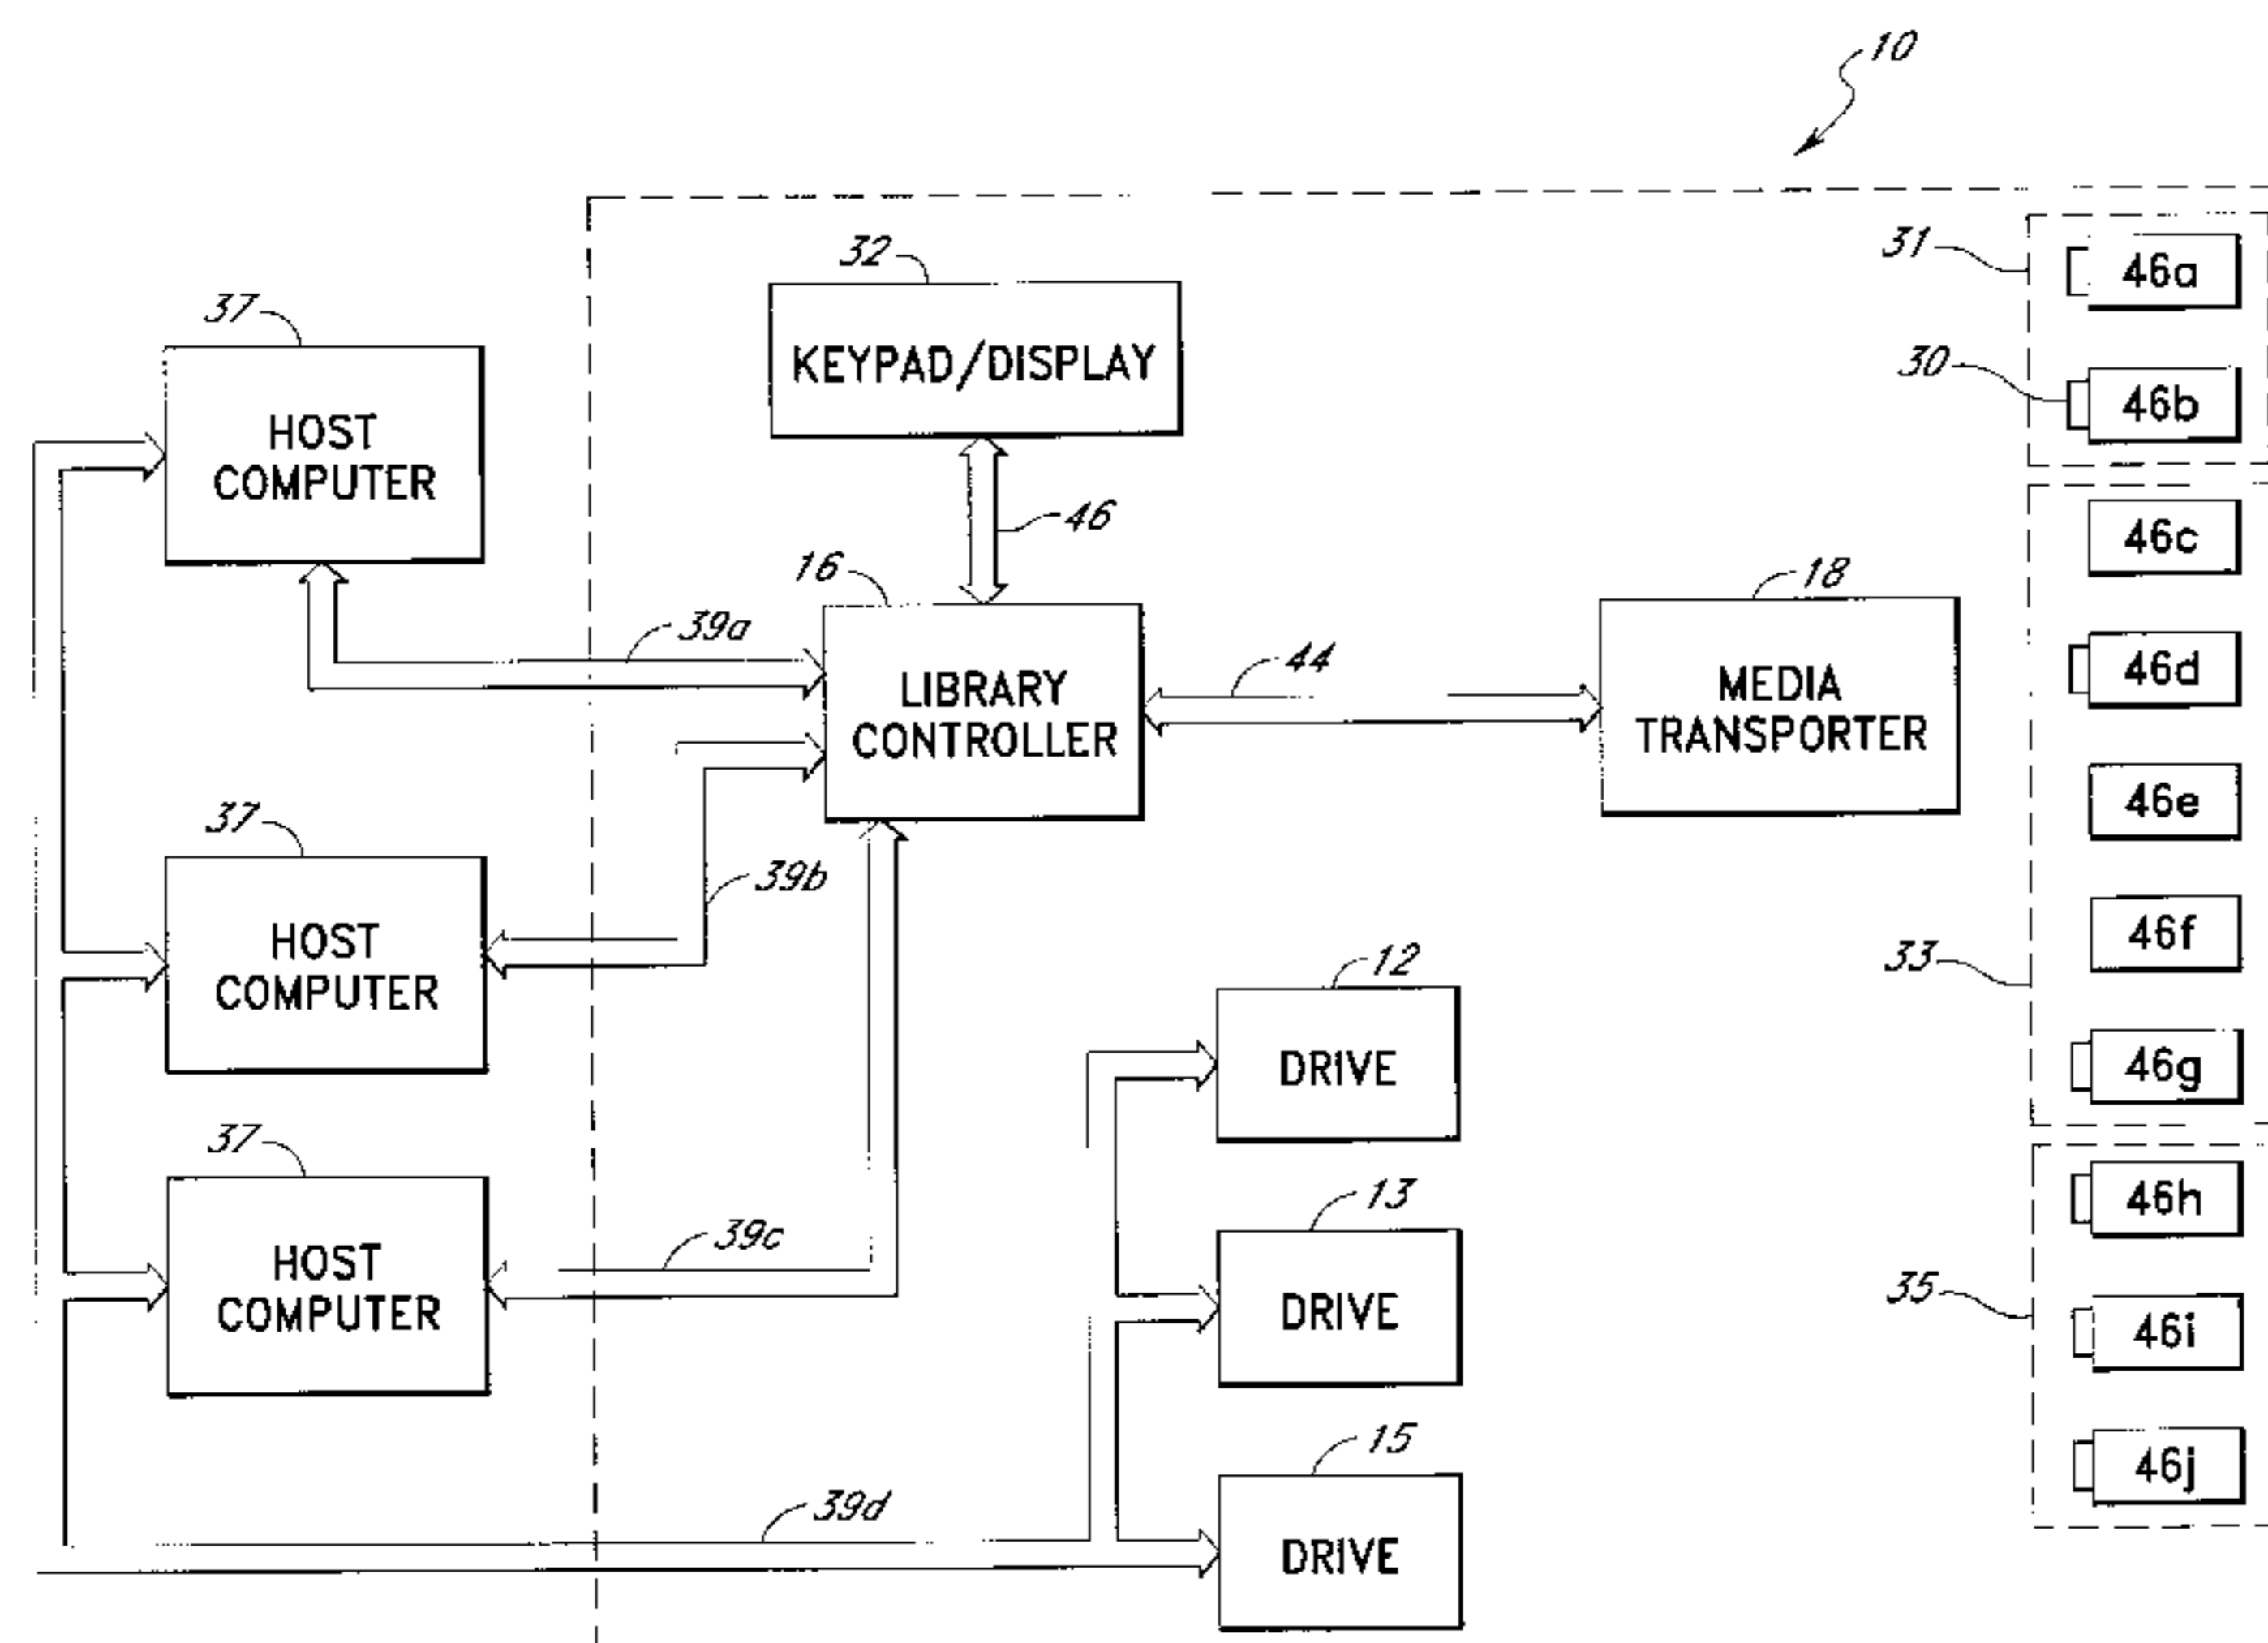 10
32
31
46a
37
KEYPAD/DISPLAY
30
46b
HOST
COMPUTER
46
46c
16
18
39a
44
46d
LIBRARY
CONTROLLER
MEDIA
TRANSPORTER
46e
37
39b
46f
HOST
COMPUTER
12
33
DRIVE
46g
37
13
46h
39c
HOST
COMPUTER
35
DRIVE
46i
15
46j
39d
DRIVE